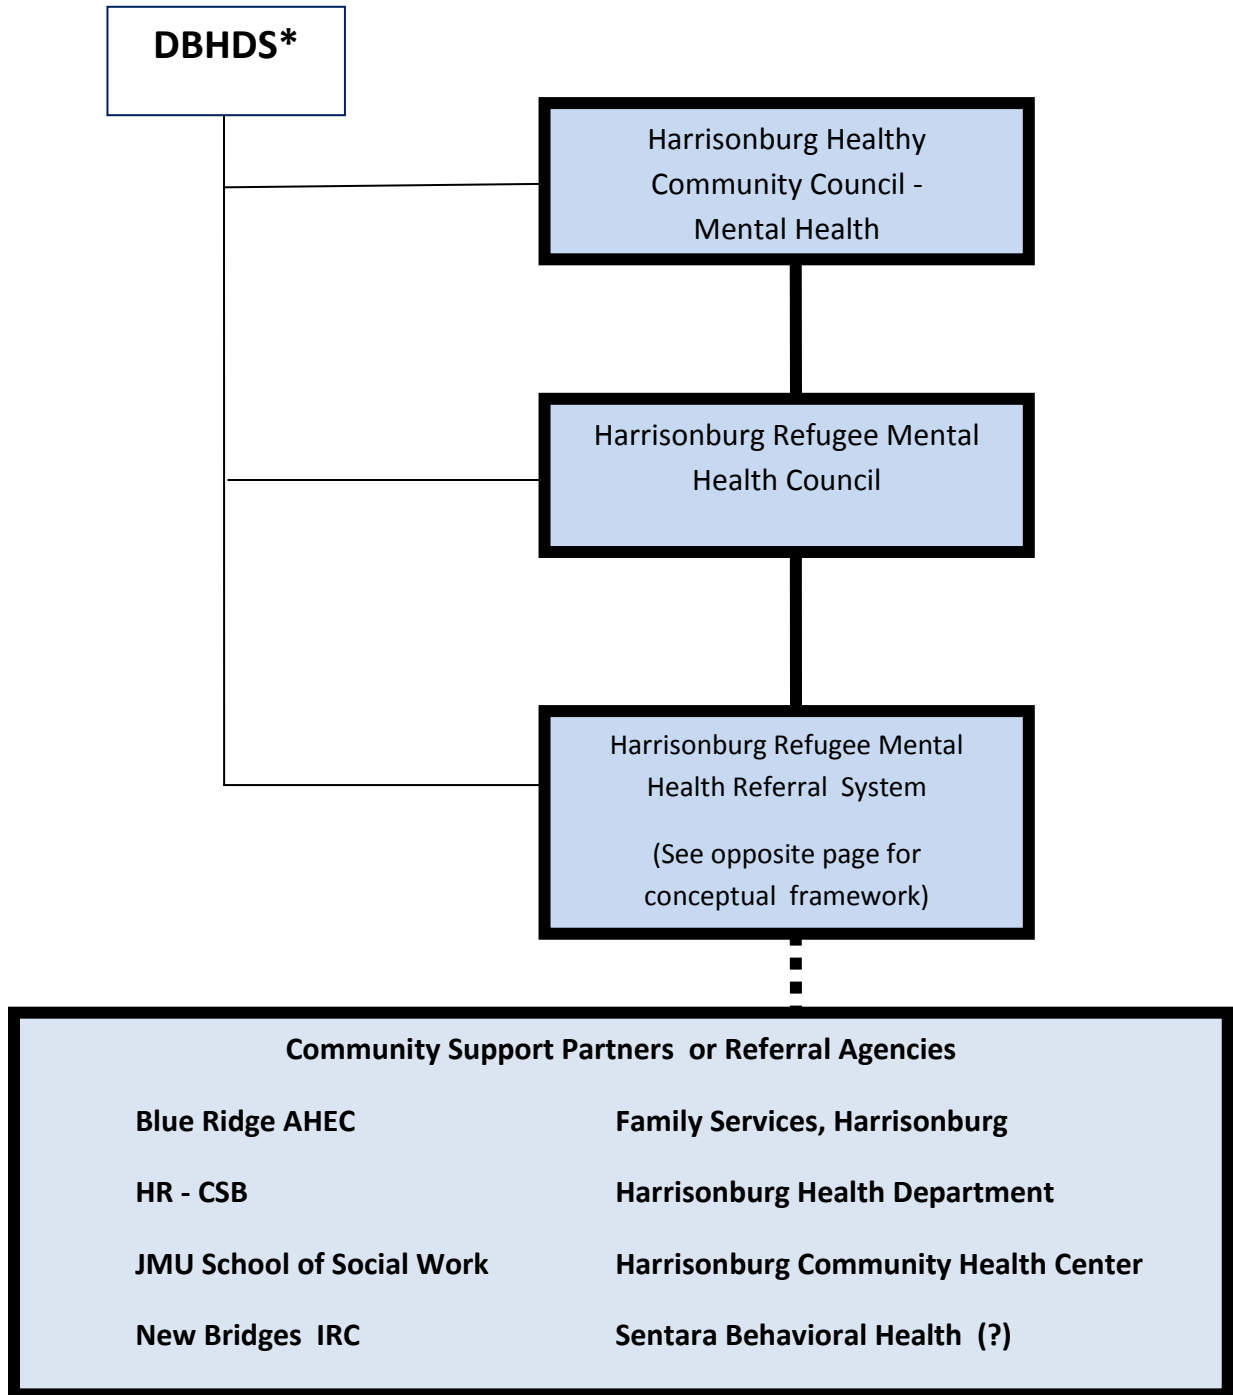 DBHDS*
Harrisonburg Healthy
Community Council -
Mental Health
Harrisonburg Refugee Mental
Health Council
Harrisonburg Refugee Mental
Health Referral System
(See opposite page for
conceptual framework)
Community Support Partners or Referral Agencies
Blue Ridge AHEC
Family Services, Harrisonburg
HR - CSB
Harrisonburg Health Department
JMU School of Social Work
Harrisonburg Community Health Center
New Bridges IRC
Sentara Behavioral Health (?)